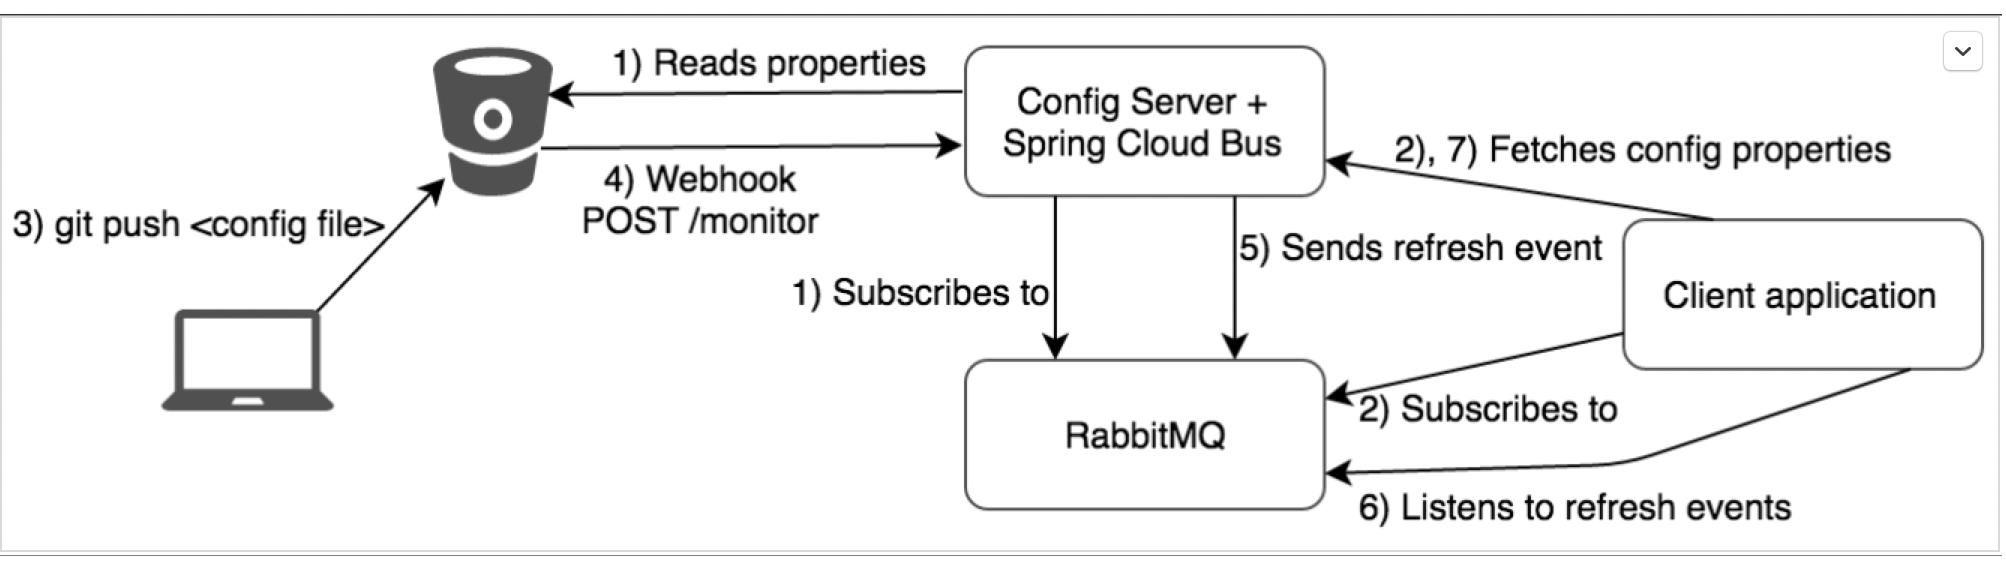 1) Reads properties
Config Server +
Spring Cloud Bus
2), 7) Fetches config properties
4) Webhook
POST /monitor
3) git push <config file>
5) Sends refresh event
1) Subscribes to
Client application
2) Subscribes to
RabbitMQ
6) Listens to refresh events